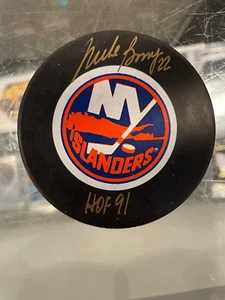 Mike Bossy 22
NY
ISLANDERS
HOF 91